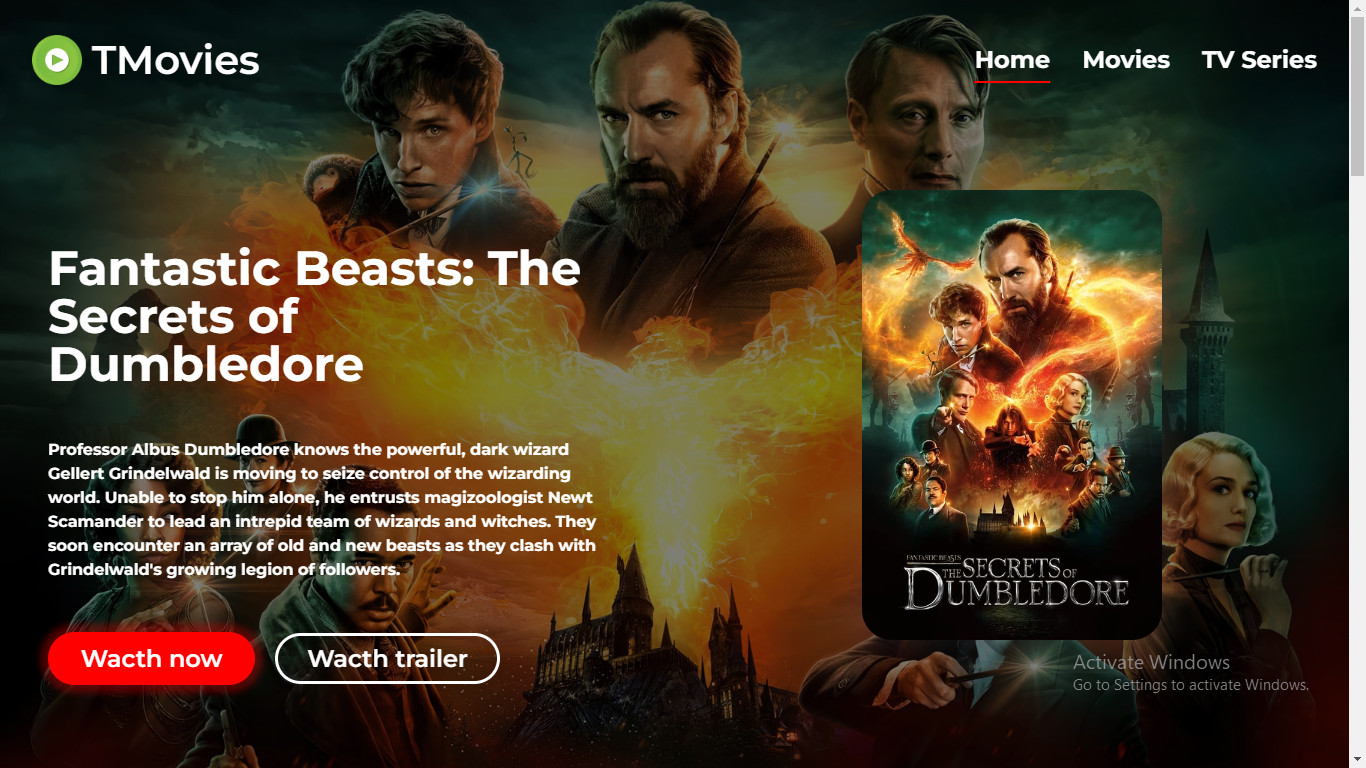 TMovies
Home Movies TV Series
Fantastic Beasts: The
Secrets of
Dumbledore
Professor Albus Dumbledore knows the powerful, dark wizard
Gellert Grindelwald is moving to seize control of the wizarding
world. Unable to stop him alone, he entrusts magizoologist Newt
Scamander to lead an intrepid team of wizards and witches. They
soon encounter an array of old and new beasts as they clash with
Grindelwald's growing legion of followers.
Wacth now Wacth trailer
FANTASTIC BEASTS
THE SECRETS OF
DUMBLEDORE
Activate Windows
Go to Settings to activate Windows.